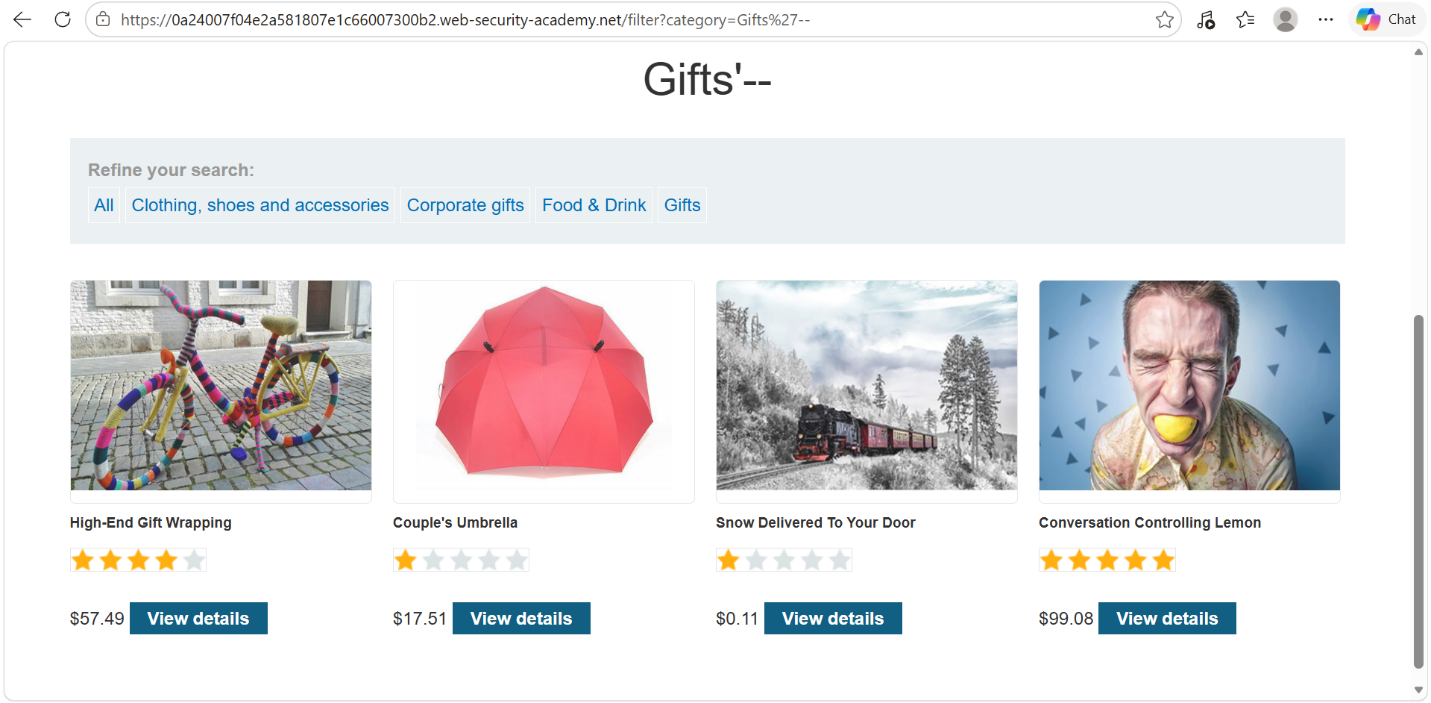 https://0a24007f04e2a581807e1c66007300b2.web-security-academy.net/filter?category=Gifts%27-- Chat
Gifts'--
Refine your search:
All Clothing, shoes and accessories Corporate gifts Food & Drink Gifts
High-End Gift Wrapping Couple's Umbrella Snow Delivered To Your Door Conversation Controlling Lemon
$57.49 View details $17.51 View details $0.11 View details $99.08 View details